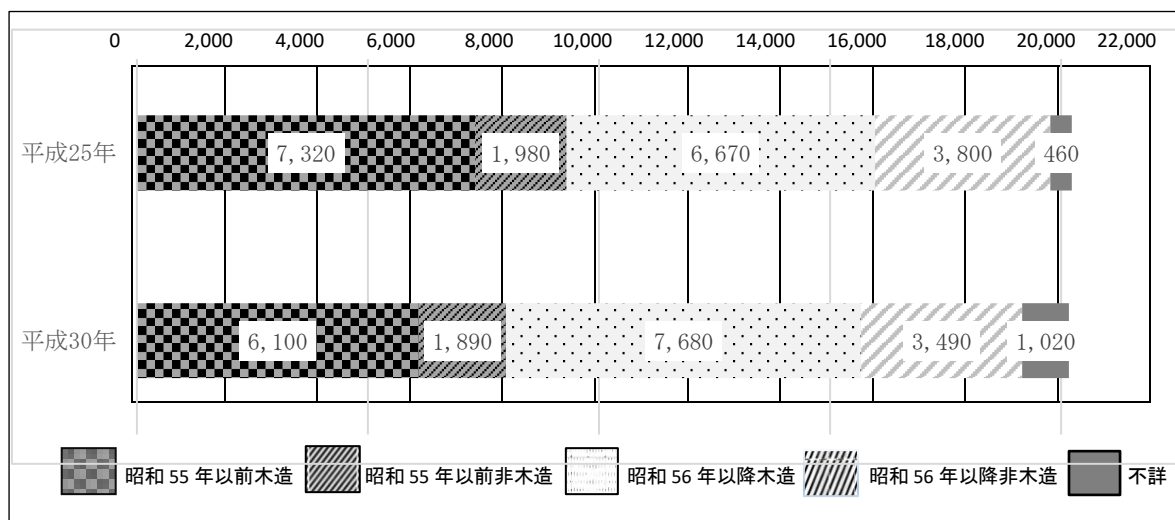 0 2,000 4,000 6,000 8,000 10,000 12,000 14,000 16,000 18,000 20,000 22,000
平成25年 7,320 1,980 6,670 3,800 460
平成30年 6,100 1,890 7,680 3,490 1,020
昭和 55 年以前木造 昭和 55 年以前非木造 昭和 56 年以降木造 昭和 56 年以降非木造 不詳